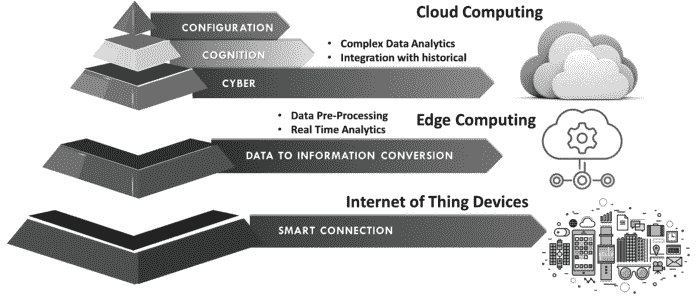 Cloud Computing
CONFIGURATION
COGNITION
• Complex Data Analytics
• Integration with historical
CYBER
• Data Pre-Processing
• Real Time Analytics
Edge Computing
DATA TO INFORMATION CONVERSION
Internet of Thing Devices
SMART CONNECTION